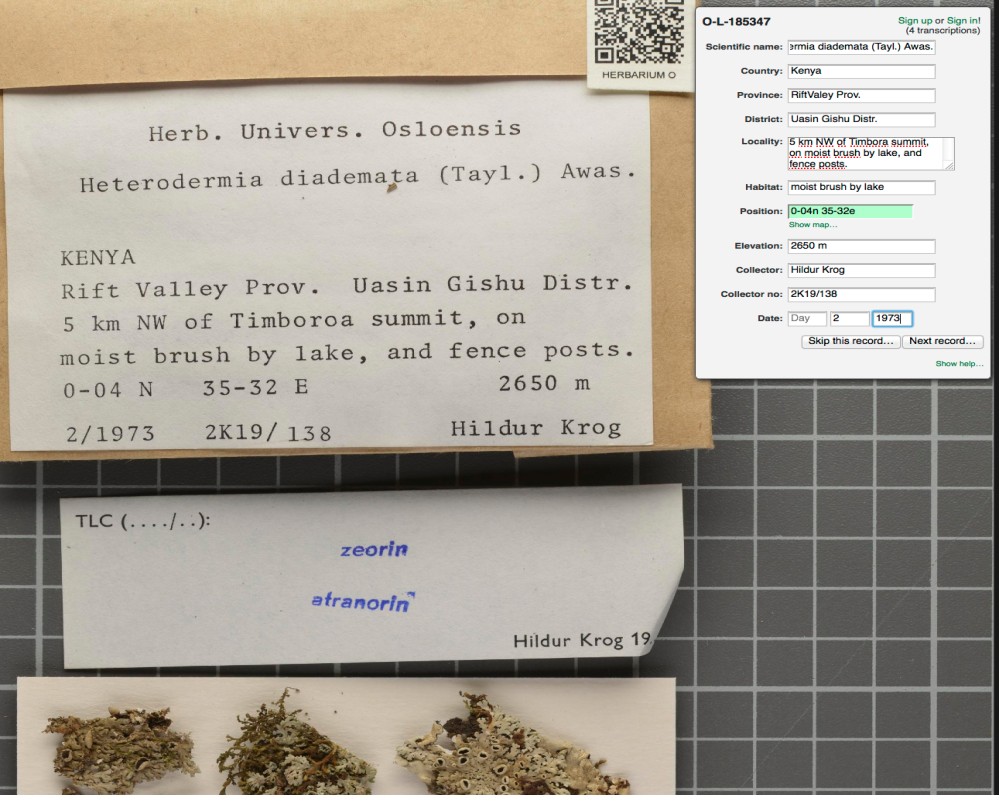 HERBARIUM O
Herb. Univers. Osloensis
Heterodermia diademata (Tayl.) Awas.
KENYA
Rift Valley Prov. Uasin Gishu Distr.
5 km NW of Timboroa summit, on
moist brush by lake, and fence posts.
0-04 N 35-32 E 2650 m
2/1973 2K19/138 Hildur Krog
TLC (..../..):
zeorin
atranorin
Hildur Krog 19
O-L-185347
Sign up or Sign in!
(4 transcriptions)
Scientific name: ermia diademata (Tayl.) Awas.
Country: Kenya
Province: RiftValey Prov.
District: Uasin Gishu Distr.
Locality: 5 km NW of Timbora summit,
on moist brush by lake, and
fence posts.
Habitat: moist brush by lake
Position: 0-04n 35-32e
Show map...
Elevation: 2650 m
Collector: Hildur Krog
Collector no: 2K19/138
Date: Day 2 1973
Skip this record... Next record...
Show help...